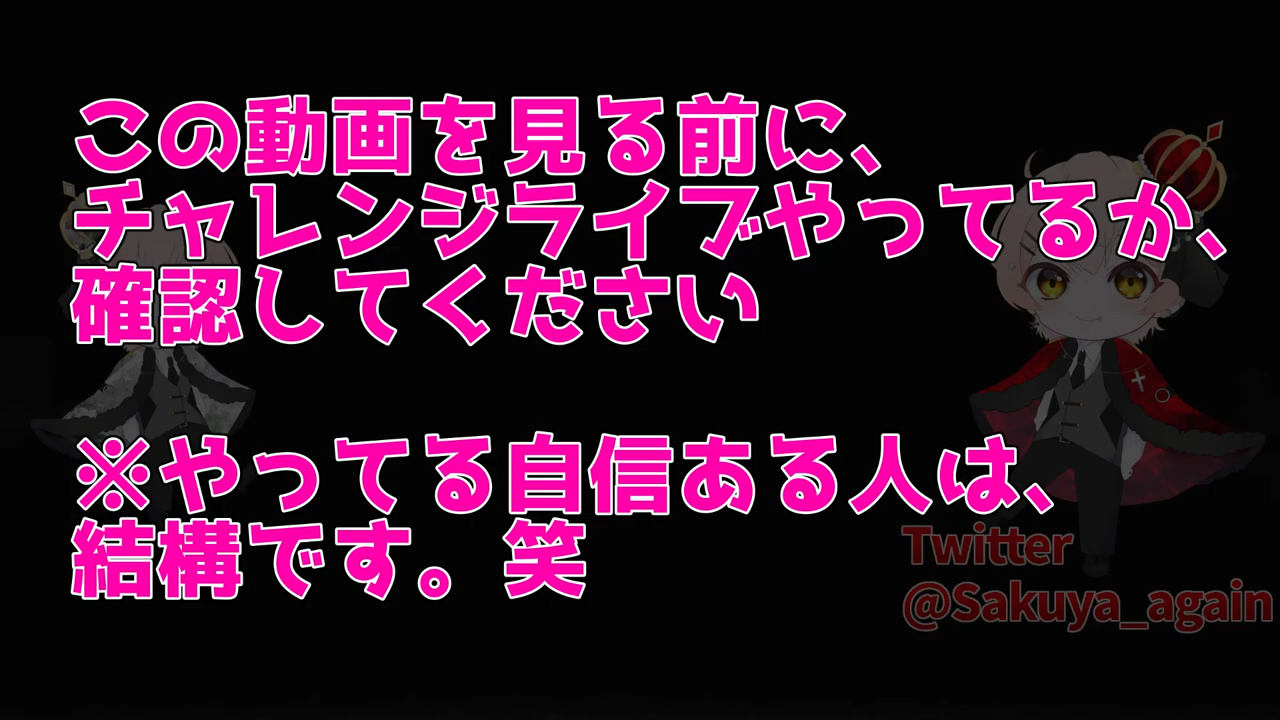 この動画を見る前に、
チャレンジライブやってるか、
確認してください
※やってる自信ある人は、
結構です。笑
Twitter
@Sakuya_again